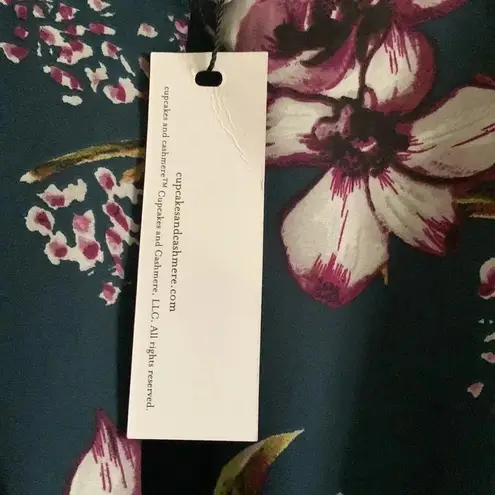 cupcakesandcashmere.com
cupcakes and cashmere™ Cupcakes and Cashmere, LLC. All rights reserved.